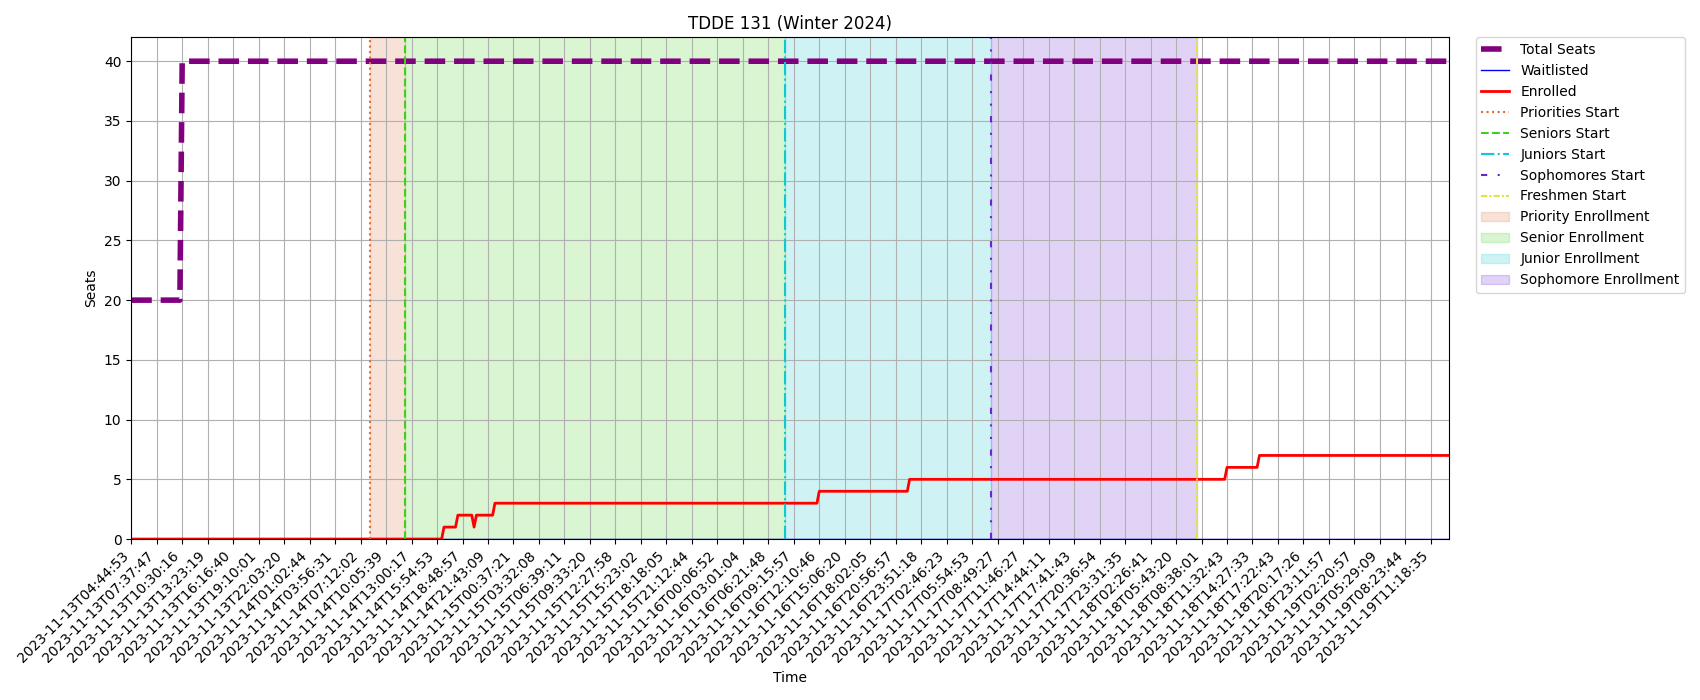 TDDE 131 (Winter 2024)
Seats
40
35
30
25
20
15
10
5
0
2023-11-13T04:44:53
2023-11-13T07:37:47
2023-11-13T10:30:16
2023-11-13T13:23:19
2023-11-13T16:16:40
2023-11-13T19:10:01
2023-11-13T22:03:20
2023-11-14T01:02:44
2023-11-14T03:56:31
2023-11-14T07:12:02
2023-11-14T10:05:39
2023-11-14T13:00:17
2023-11-14T15:54:53
2023-11-14T18:48:57
2023-11-14T21:43:09
2023-11-15T00:37:21
2023-11-15T03:32:08
2023-11-15T06:39:11
2023-11-15T09:33:20
2023-11-15T12:27:58
2023-11-15T15:23:02
2023-11-15T18:18:05
2023-11-15T21:12:44
2023-11-16T00:06:52
2023-11-16T03:01:04
2023-11-16T06:21:48
2023-11-16T09:15:57
2023-11-16T12:10:46
2023-11-16T15:06:20
2023-11-16T18:02:05
2023-11-16T20:56:57
2023-11-16T23:51:18
2023-11-17T02:46:23
2023-11-17T05:54:53
2023-11-17T08:49:27
2023-11-17T11:46:27
2023-11-17T14:44:11
2023-11-17T17:41:43
2023-11-17T20:36:54
2023-11-17T23:31:35
2023-11-18T02:26:41
2023-11-18T05:43:20
2023-11-18T08:38:01
2023-11-18T11:32:43
2023-11-18T14:27:33
2023-11-18T17:22:43
2023-11-18T20:17:26
2023-11-18T23:11:57
2023-11-19T02:20:57
2023-11-19T05:29:09
2023-11-19T08:23:44
2023-11-19T11:18:35
Time
Total Seats
Waitlisted
Enrolled
Priorities Start
Seniors Start
Juniors Start
Sophomores Start
Freshmen Start
Priority Enrollment
Senior Enrollment
Junior Enrollment
Sophomore Enrollment